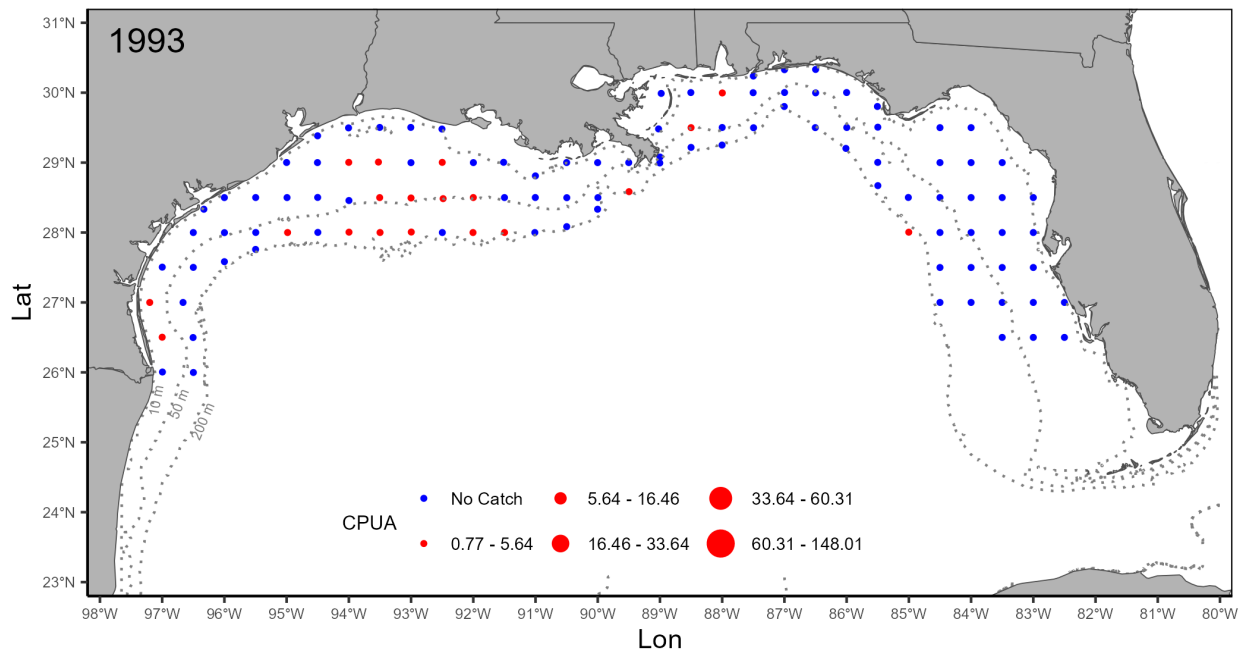 1993
31°N
30°N
29°N
28°N
27°N
26°N
25°N
24°N
23°N
Lat
10 m
50 m
200 m
CPUA
No Catch
5.64 - 16.46
33.64 - 60.31
0.77 - 5.64
16.46 - 33.64
60.31 - 148.01
98°W 97°W 96°W 95°W 94°W 93°W 92°W 91°W 90°W 89°W 88°W 87°W 86°W 85°W 84°W 83°W 82°W 81°W 80°W
Lon